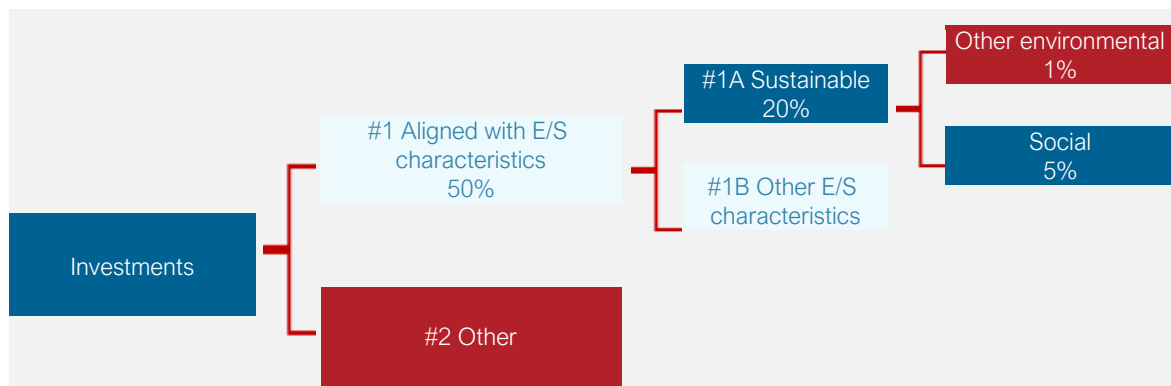 Investments
#1 Aligned with E/S
characteristics
50%
#2 Other
#1A Sustainable
20%
#1B Other E/S
characteristics
Other environmental
1%
Social
5%